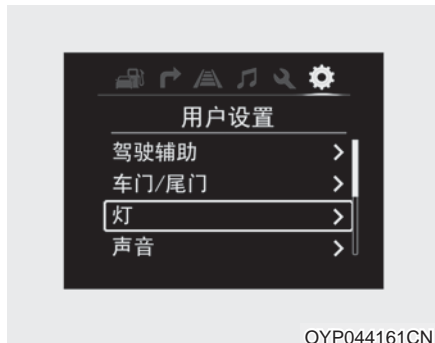 用户设置
驾驶辅助
车门/尾门
灯
声音
OYP044161CN